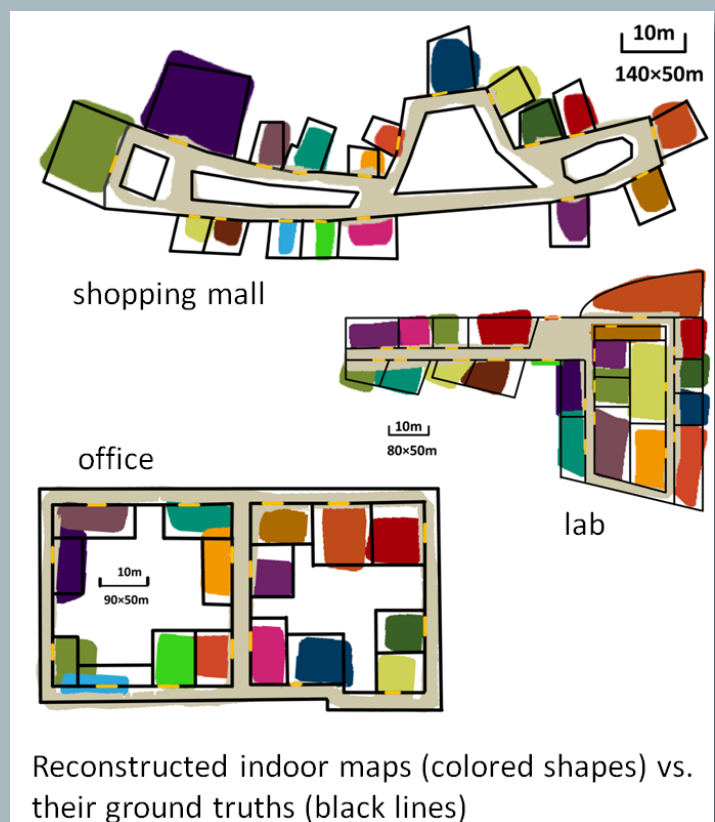 10m
140×50m
shopping mall
10m
80×50m
office
lab
10m
90×50m
Reconstructed indoor maps (colored shapes) vs.
their ground truths (black lines)